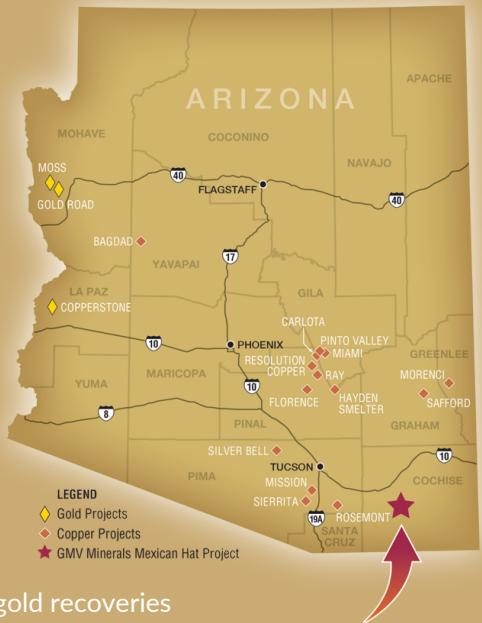 APACHE
ARIZONA
MOHAVE
COCONINO
NAVAJO
MOSS
40
FLAGSTAFF
40
GOLD ROAD
BAGDAD
17
YAVAPAI
LA PAZ
GILA
COPPERSTONE
CARLOTA
10
PHOENIX
PINTO VALLEY
MIAMI
RESOLUTION
COPPER
GREENLEE
YUMA
MARICOPA
10
RAY
MORENCI
FLORENCE
HAYDEN
SMELTER
SAFFORD
8
PINAL
GRAHAM
SILVER BELL
10
TUCSON
PIMA
MISSION
COCHISE
SIERRITA
LEGEND
Gold Projects
19A
ROSEMONT
Copper Projects
SANTA
CRUZ
GMV Minerals Mexican Hat Project
gold recoveries